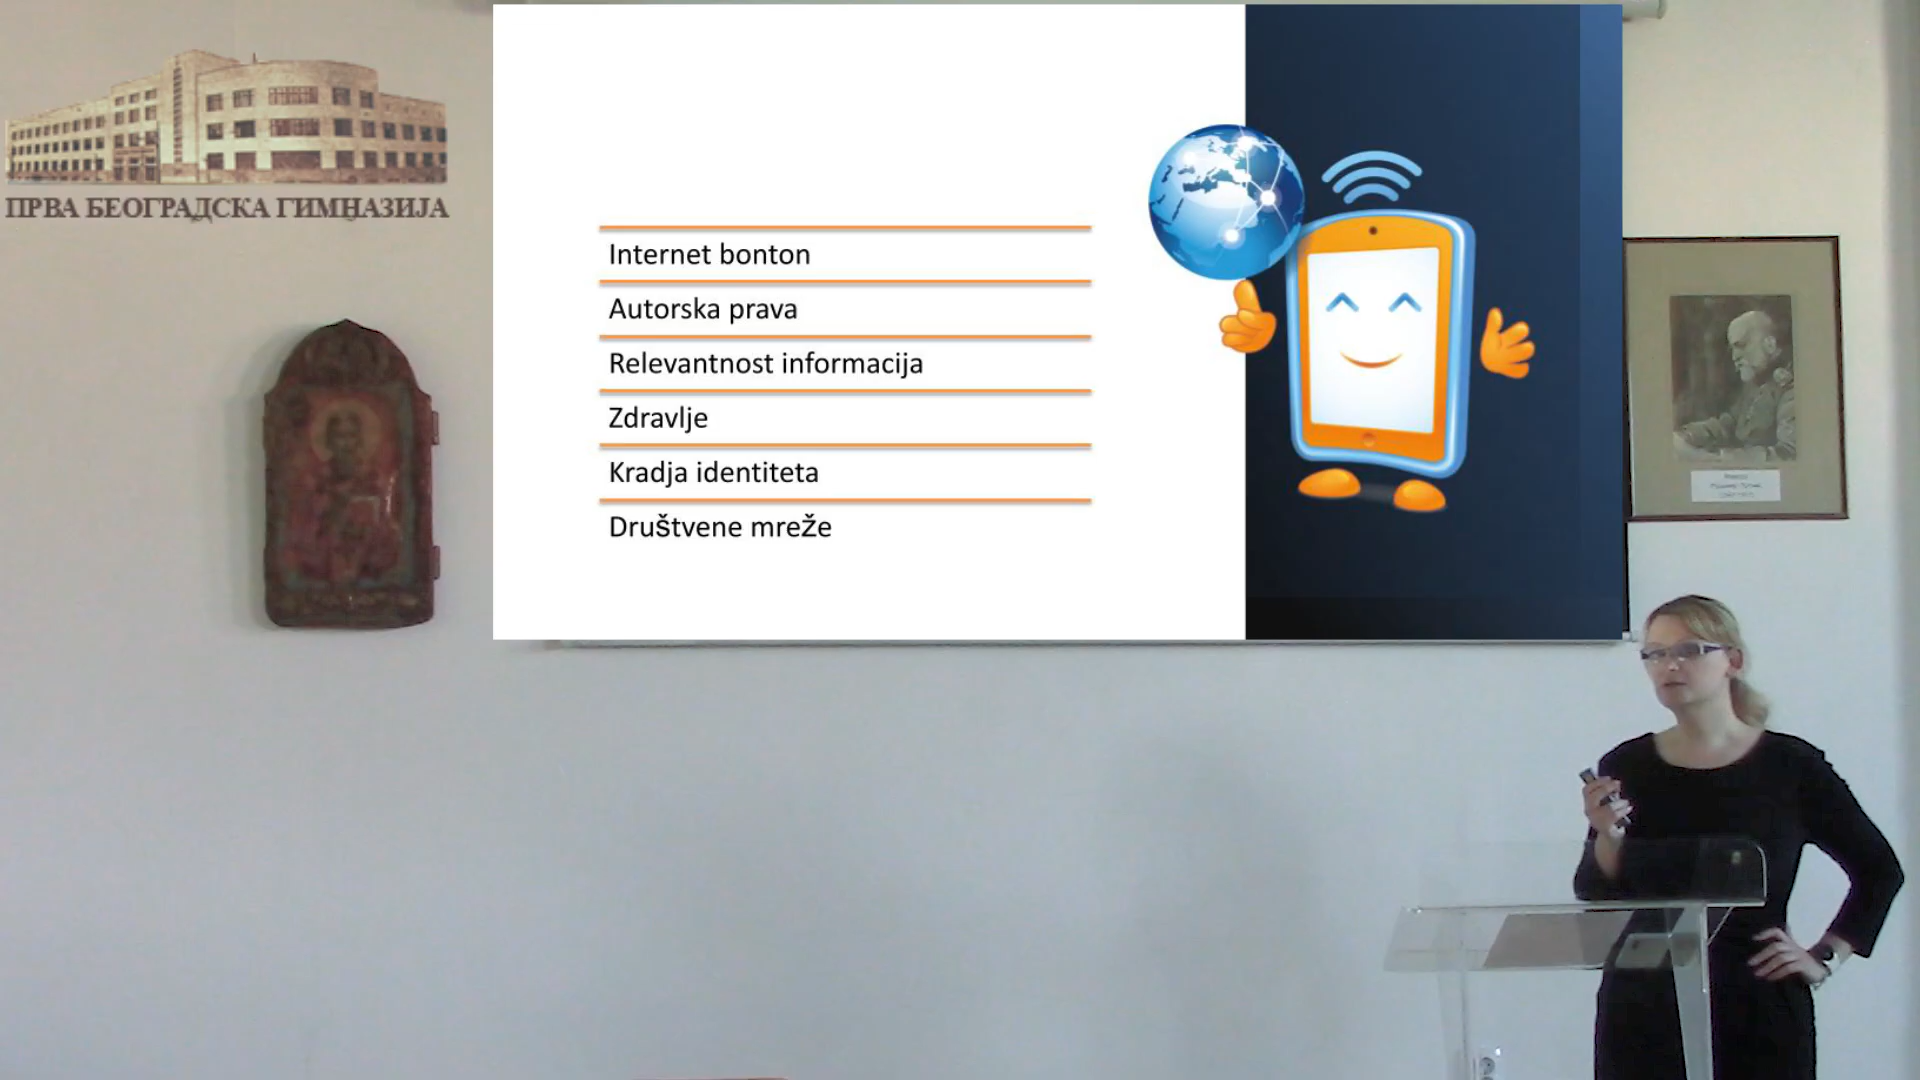 ПРВА БЕОГРАДСКА ГИМНАЗИЈА
Internet bonton
Autorska prava
Relevantnost informacija
Zdravlje
Kradja identiteta
Društvene mreže